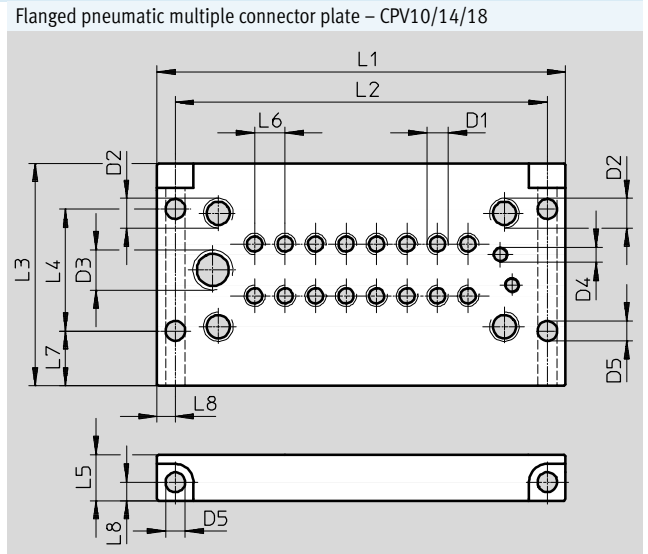 Flanged pneumatic multiple connector plate – CPV10/14/18
L1
L2
L6
D1
D2
D2
L3
L4
D3
D4
L7
D5
L8
L5
L8
D5